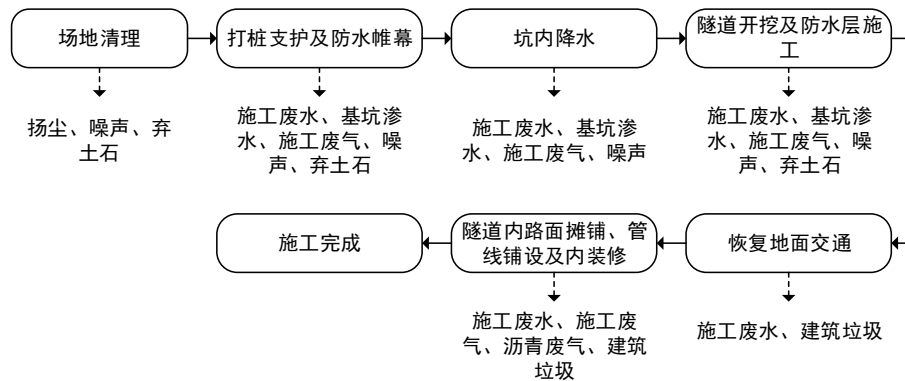 场地清理
打桩支护及防水帷幕
坑内降水
隧道开挖及防水层施
工
扬尘、噪声、弃
土石
施工废水、基坑渗
水、施工废气、噪
声、弃土石
施工废水、基坑渗
水、施工废气、噪声
施工废水、基坑渗
水、施工废气、噪
声、弃土石
施工完成
隧道内路面摊铺、管
线铺设及内装修
恢复地面交通
施工废水、施工废
气、沥青废气、建筑
垃圾
施工废水、建筑垃圾